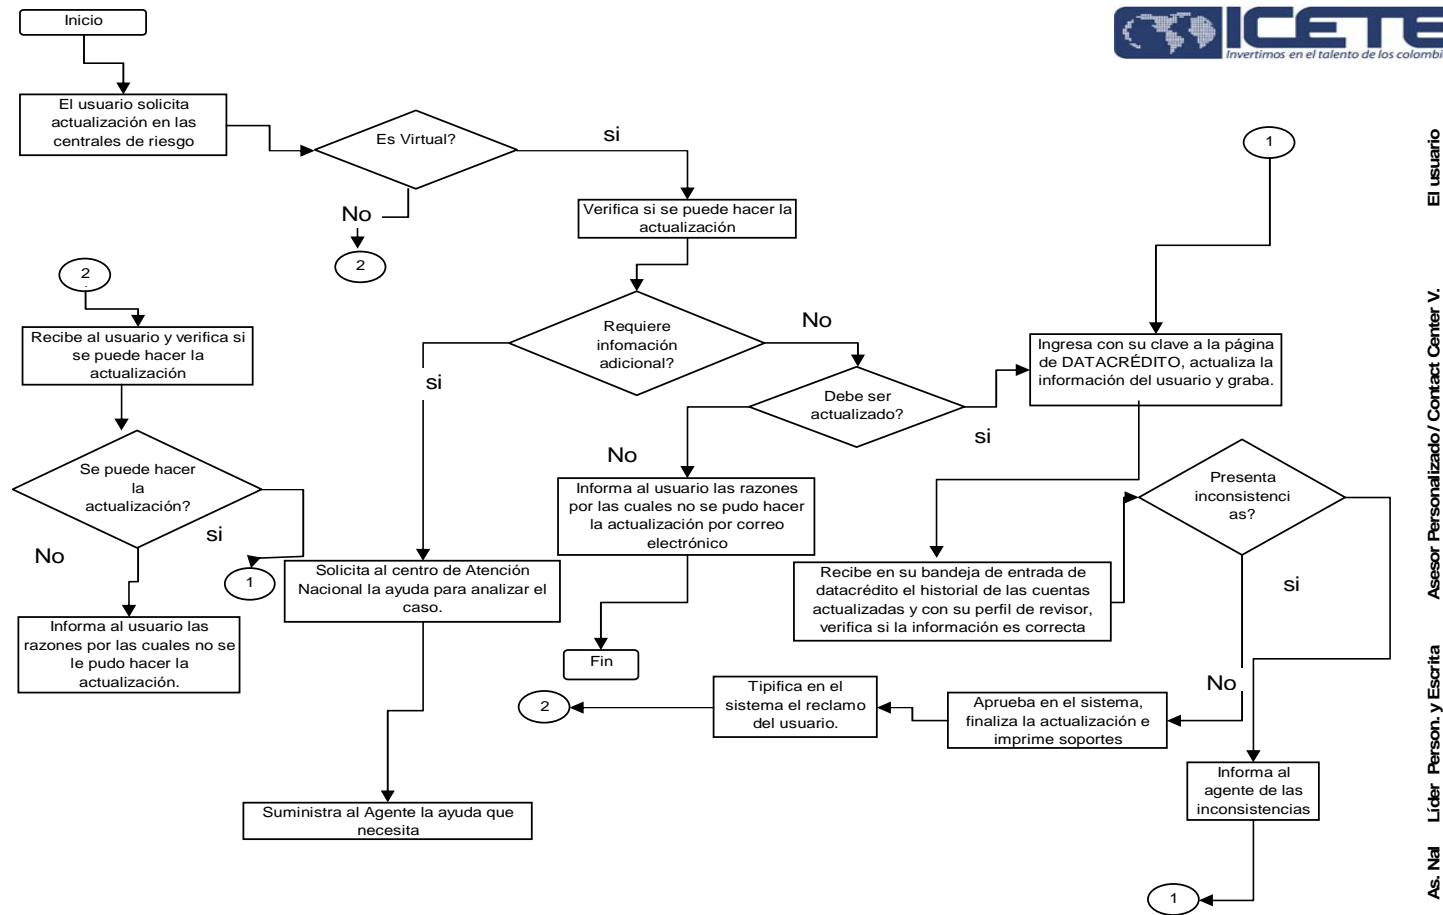 Inicio
ICETE
Invertimos en el talento de los colombi
El usuario solicita
actualización en las
centrales de riesgo
Es Virtual?
si
No
2
Verifica si se puede hacer la
actualización
1
El usuario
2
.
Recibe al usuario y verifica si
se puede hacer la
actualización
Requiere
infomación
adicional?
No
si
Ingresa con su clave a la página
de DATACRÉDITO, actualiza la
información del usuario y graba.
Debe ser
actualizado?
si
No
Asesor Personalizado / Contact Center V.
Se puede hacer
la
actualización?
si
No
1
Informa al usuario las
razones por las cuales no se
le pudo hacer la
actualización.
Solicita al centro de Atención
Nacional la ayuda para analizar el
caso.
Informa al usuario las razones
por las cuales no se pudo hacer
la actualización por correo
electrónico
Fin
Presenta
inconsistenci
as?
si
No
Recibe en su bandeja de entrada de
datacrédito el historial de las cuentas
actualizadas y con su perfil de revisor,
verifica si la información es correcta
Líder Person. y Escrita
2
Tipifica en el
sistema el reclamo
del usuario.
Aprueba en el sistema,
finaliza la actualización e
imprime soportes
Informa al
agente de las
inconsistencias
Suministra al Agente la ayuda que
necesita
As. Nal
1